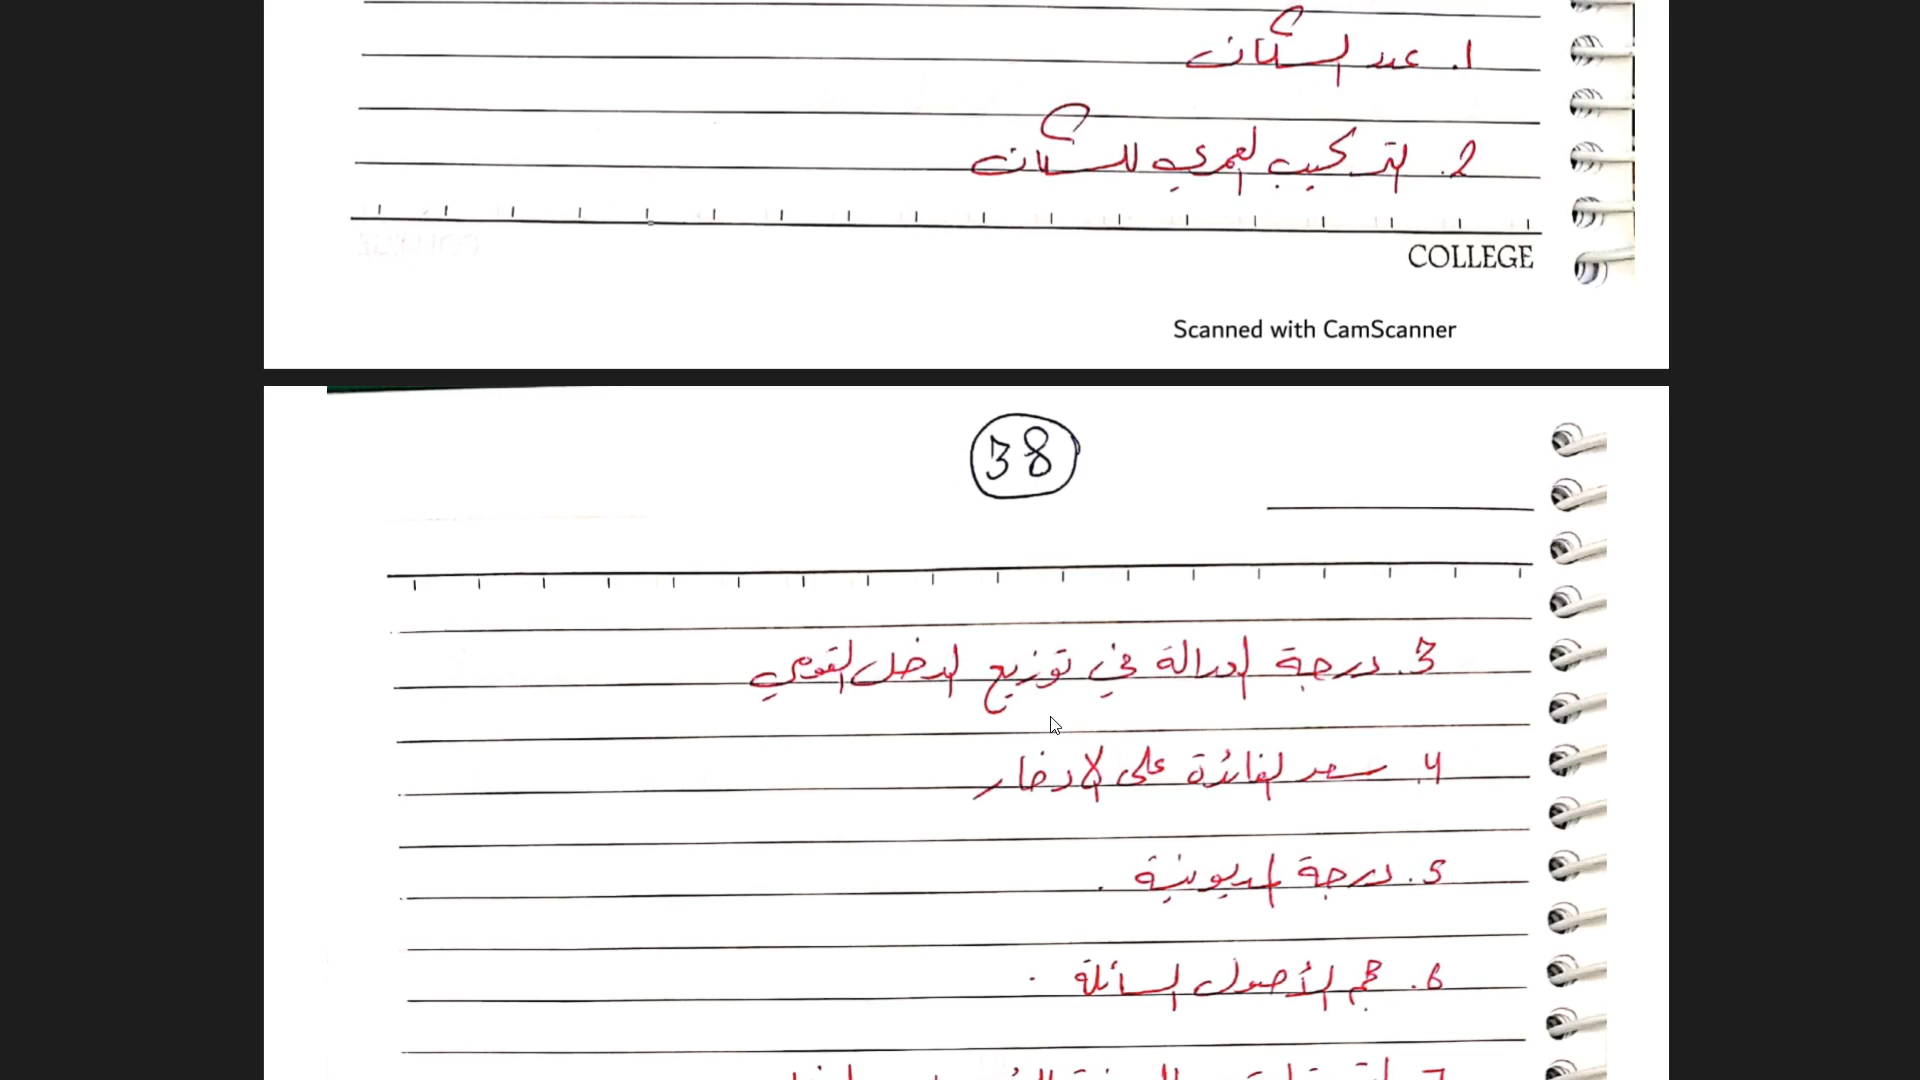 1. عدد السكان
2. التركيب العمري للسكان
COLLEGE
Scanned with CamScanner
38
3. درجة العدالة في توزيع الدخل القومي
4. سعر الفائدة على الادخار
5. درجة المديونية.
6. حجم الأصول السائلة.